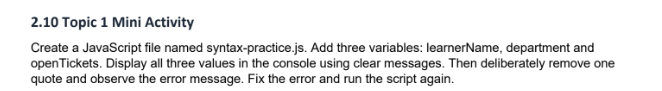 2.10 Topic 1 Mini Activity
Create a JavaScript file named syntax-practice.js. Add three variables: learnerName, department and
openTickets. Display all three values in the console using clear messages. Then deliberately remove one
quote and observe the error message. Fix the error and run the script again.